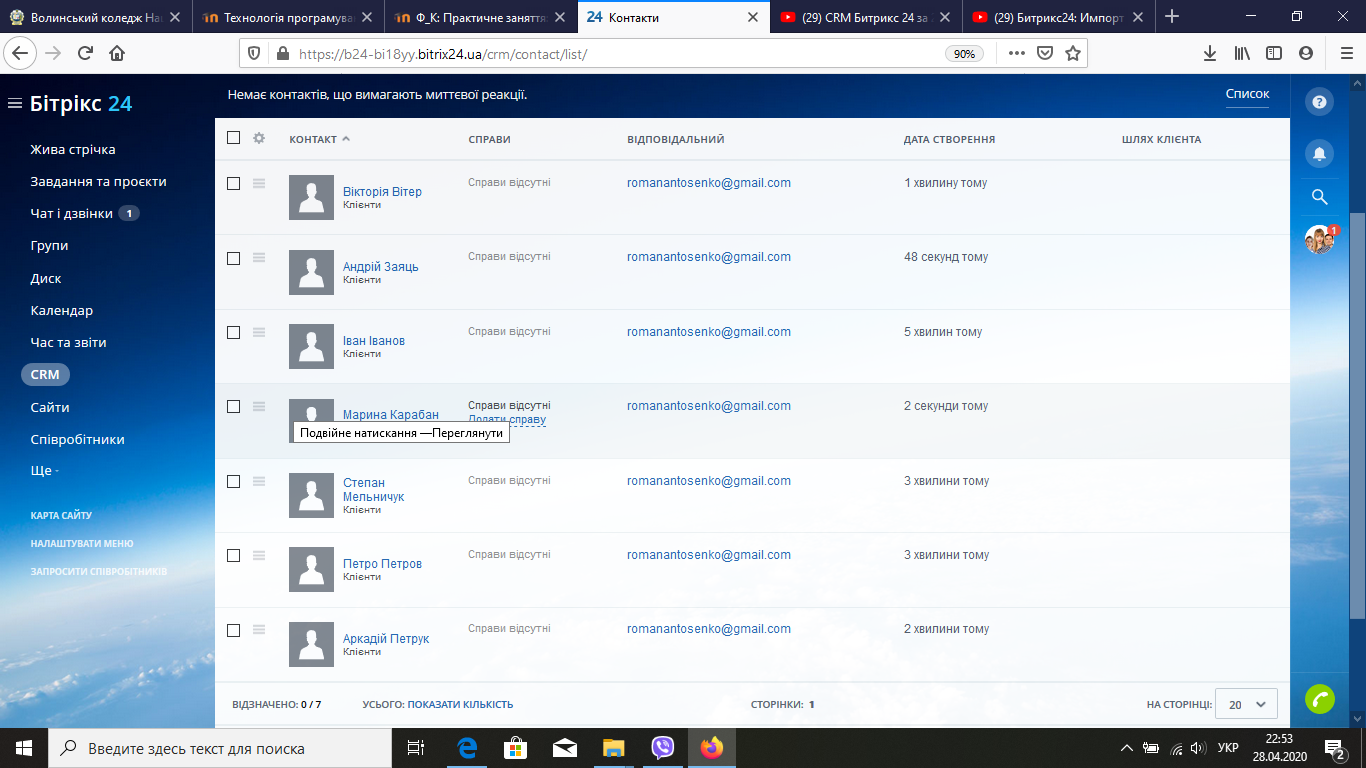 Волинський коледж На
Технологія програмува
Ф_К: Практичне заняття
24 Контакти
(29) CRM Битрикс 24 за
(29) Битрикс24: Импорт
https://b24-bi18yy.bitrix24.ua/crm/contact/list/
90%
Бітрікс 24
Немає контактів, що вимагають миттєвої реакції.
Список
Жива стрічка
Завдання та проєкти
Чат і дзвінки 1
Групи
Диск
Календар
Час та звіти
CRM
Сайти
Співробітники
Ще
КАРТА САЙТУ
НАЛАШТУВАТИ МЕНЮ
ЗАПРОСИТИ СПІВРОБІТНИКІВ
КОНТАКТ СПРАВИ ВІДПОВІДАЛЬНИЙ ДАТА СТВОРЕННЯ ШЛЯХ КЛІЄНТА
Вікторія Вітер Справи відсутні romanantosenko@gmail.com 1 хвилину тому
Клієнти
Андрій Заяць Справи відсутні romanantosenko@gmail.com 48 секунд тому
Клієнти
Іван Іванов Справи відсутні romanantosenko@gmail.com 5 хвилин тому
Клієнти
Марина Карабан Справи відсутні romanantosenko@gmail.com 2 секунди тому
Додати справу
Подвійне натискання —Переглянути
Степан Справи відсутні romanantosenko@gmail.com 3 хвилини тому
Мельничук
Клієнти
Петро Петров Справи відсутні romanantosenko@gmail.com 3 хвилини тому
Клієнти
Аркадій Петрук Справи відсутні romanantosenko@gmail.com 2 хвилини тому
Клієнти
ВІДЗНАЧЕНО: 0 / 7 УСЬОГО: ПОКАЗАТИ КІЛЬКІСТЬ СТОРІНКИ: 1 НА СТОРІНЦІ: 20
1
Введите здесь текст для поиска
УКР
22:53
28.04.2020
2